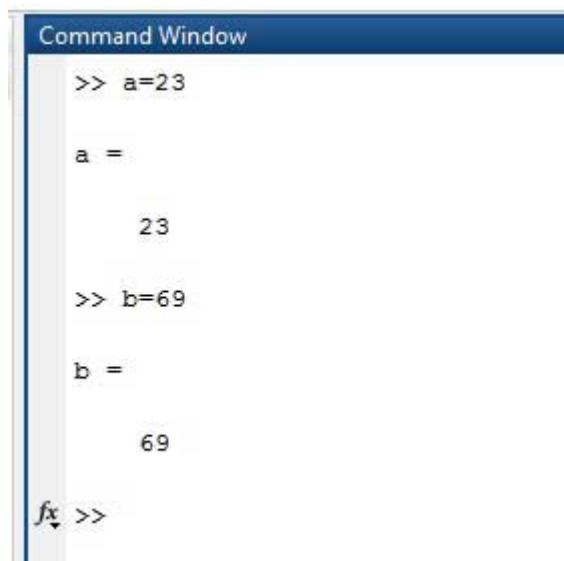 Command Window
>> a=23
a =
23
>> b=69
b =
69
fx >>